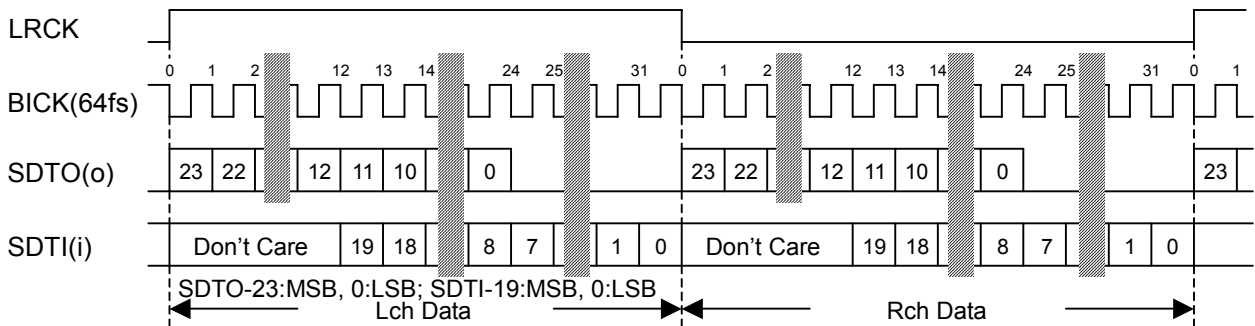 LRCK
0 1 2 12 13 14 24 25 31 0 1 2 12 13 14 24 25 31 0 1
BICK(64fs)
SDTO(o) 23 22 12 11 10 0 23 22 12 11 10 0 23
SDTI(i) Don't Care 19 18 8 7 1 0 Don't Care 19 18 8 7 1 0
SDTO-23:MSB, 0:LSB; SDTI-19:MSB, 0:LSB
Lch Data Rch Data